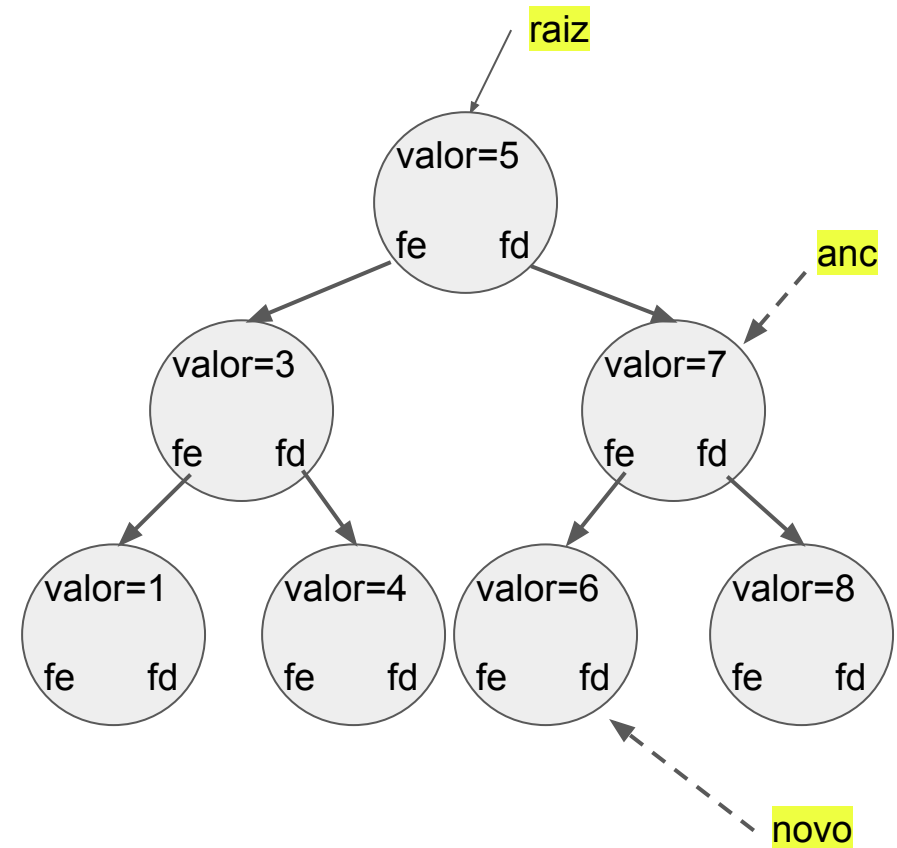 raiz
valor=5
fe fd
anc
valor=3
fe fd
valor=7
fe fd
valor=1
fe fd
valor=4
fe fd
valor=6
fe fd
valor=8
fe fd
novo